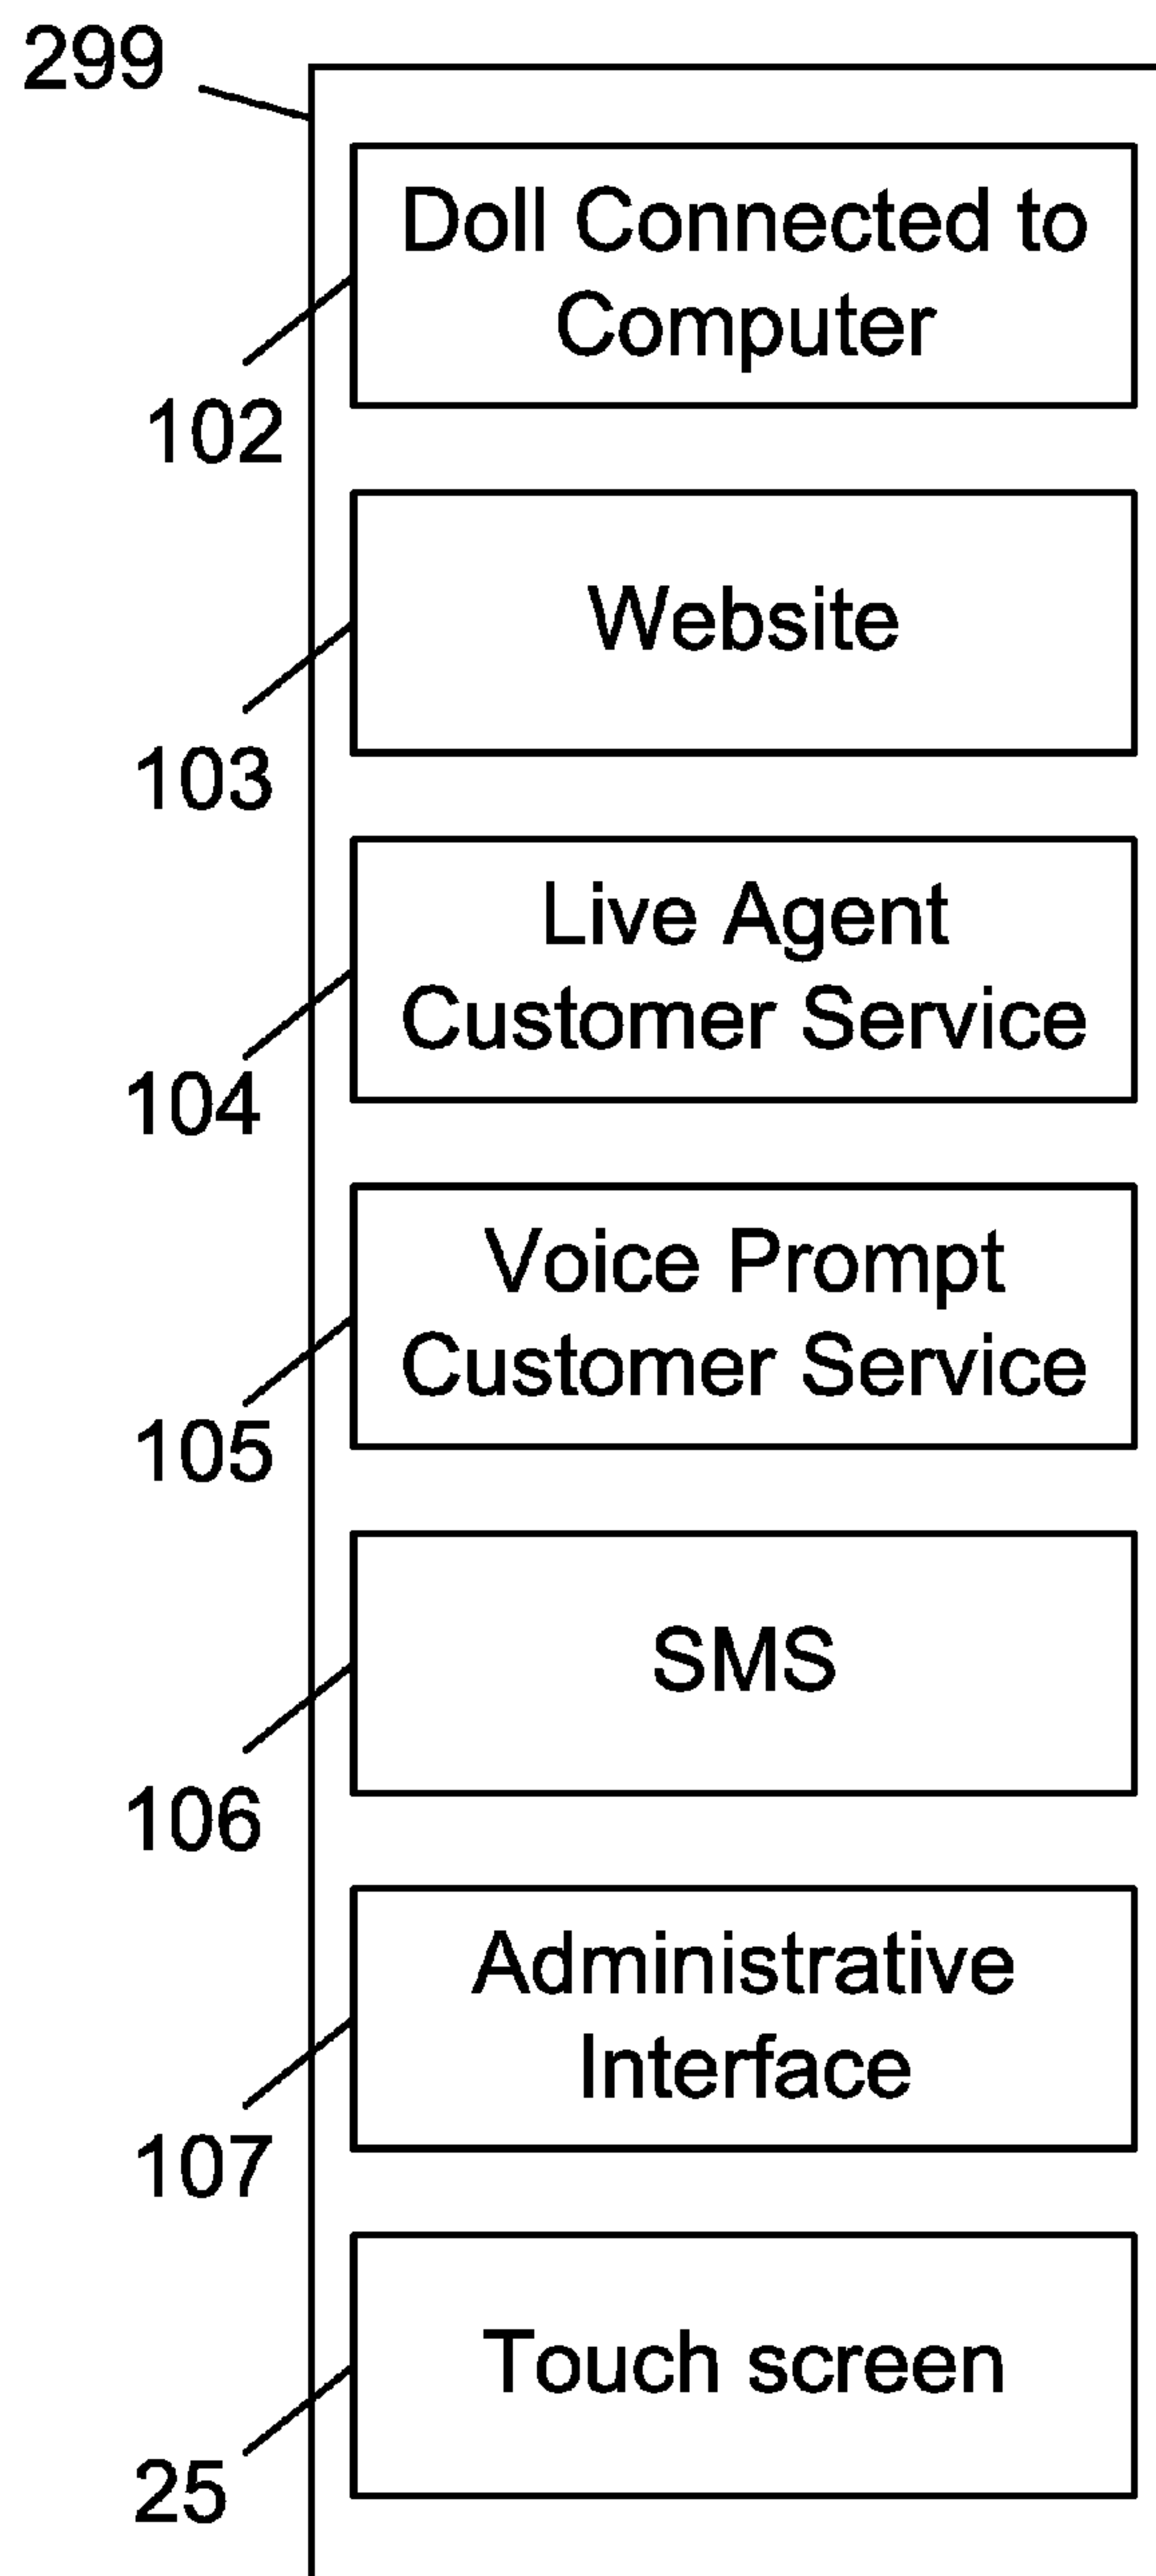 299
Doll Connected to
Computer
102
Website
103
Live Agent
Customer Service
104
Voice Prompt
Customer Service
105
SMS
106
Administrative
Interface
107
Touch screen
25